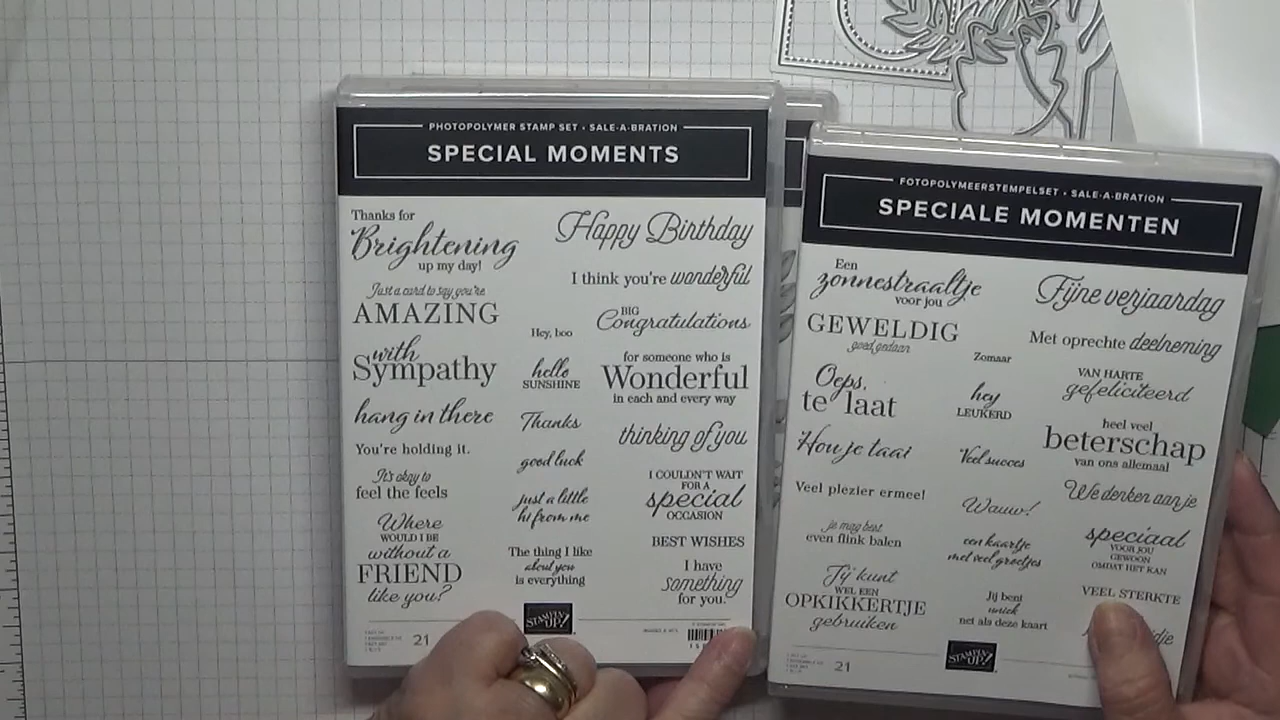 PHOTOPOLYMER STAMP SET • SALE-A-BRATION
SPECIAL MOMENTS
Thanks for
Brightening
up my day!
Just a card to say you're
AMAZING
with
Sympathy
hang in there
You're holding it.
It's okay to
feel the feels
Where
WOULD I BE
without a
FRIEND
like you?
Hey, boo
hello
SUNSHINE
Thanks
good luck
just a little
hi from me
The thing I like
about you
is everything
Happy Birthday
I think you're wonderful
BIG
Congratulations
for someone who is
Wonderful
in each and every way
thinking of you
I COULDN'T WAIT
FOR A
special
OCCASION
BEST WISHES
I have
something
for you.
21
STAMPIN' UP!
FOTOPOLYMEERSTEMPELSET • SALE-A-BRATION
SPECIALE MOMENTEN
Een
zonnestraaltje
voor jou
GEWELDIG
goed gedaan
Oeps,
te laat
Hou je taai
Veel plezier ermee!
je mag best
even flink balen
Jij kunt
WEL EEN
OPKIKKERTJE
gebruiken
Zomaar
hey
LEUKERD
Veel succes
Wauw!
een kaartje
met veel groetjes
Jij bent
uniek
net als deze kaart
Fijne verjaardag
Met oprechte deelneming
VAN HARTE
gefeliciteerd
heel veel
beterschap
van ons allemaal
We denken aan je
speciaal
VOOR JOU
GEWOON
OMDAT HET KAN
VEEL STERKTE
21
STAMPIN' UP!